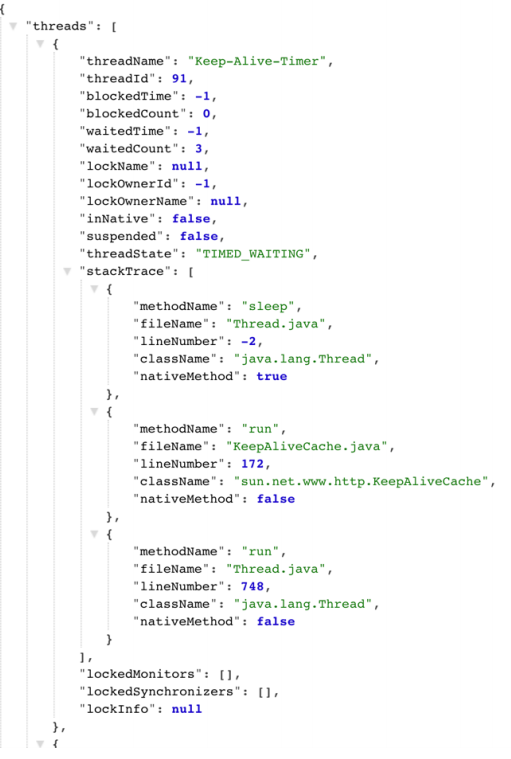 {
"threads": [
{
"threadName": "Keep-Alive-Timer",
"threadId": 91,
"blockedTime": -1,
"blockedCount": 0,
"waitedTime": -1,
"waitedCount": 3,
"lockName": null,
"lockOwnerId": -1,
"lockOwnerName": null,
"inNative": false,
"suspended": false,
"threadState": "TIMED_WAITING",
"stackTrace": [
{
"methodName": "sleep",
"fileName": "Thread.java",
"lineNumber": -2,
"className": "java.lang.Thread",
"nativeMethod": true
},
{
"methodName": "run",
"fileName": "KeepAliveCache.java",
"lineNumber": 172,
"className": "sun.net.www.http.KeepAliveCache",
"nativeMethod": false
},
{
"methodName": "run",
"fileName": "Thread.java",
"lineNumber": 748,
"className": "java.lang.Thread",
"nativeMethod": false
}
],
"lockedMonitors": [],
"lockedSynchronizers": [],
"lockInfo": null
},
{